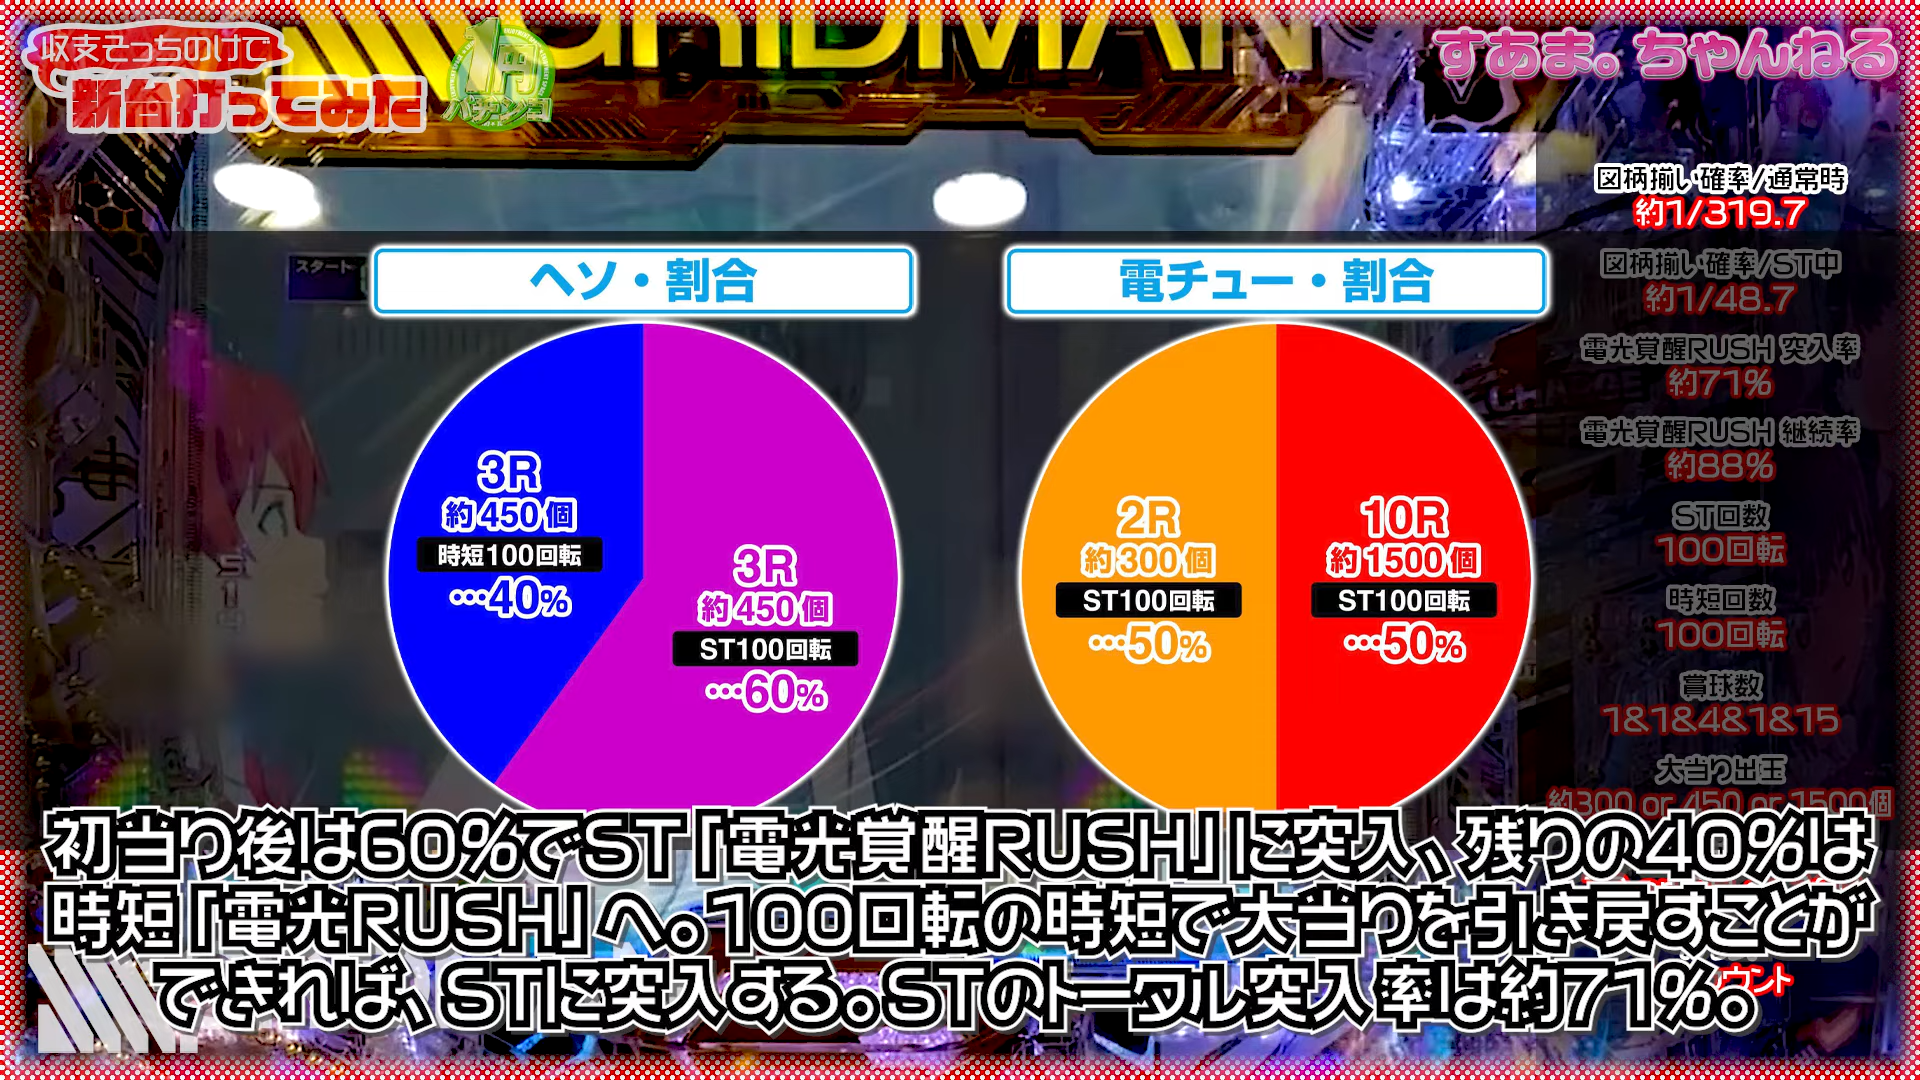 収支そっちのけで
新台打ってみた
1円
パチンコ
GRIDMAN
すあま。ちゃんねる
スタート
図柄揃い確率/通常時
約1/319.7
図柄揃い確率/ST中
約1/48.7
電光覚醒RUSH 突入率
約71%
電光覚醒RUSH 継続率
約88%
ST回数
100回転
時短回数
100回転
賞球数
1&1&4&1&15
大当り出玉
約300 or 450 or 1500個
ウント
ヘソ・割合
3R
約450個
時短100回転
…40%
3R
約450個
ST100回転
…60%
電チュー・割合
2R
約300個
ST100回転
…50%
10R
約1500個
ST100回転
…50%
初当り後は60%でST「電光覚醒RUSH」に突入、残りの40%は
時短「電光RUSH」へ。100回転の時短で大当りを引き戻すことが
できれば、STに突入する。STのトータル突入率は約71%。